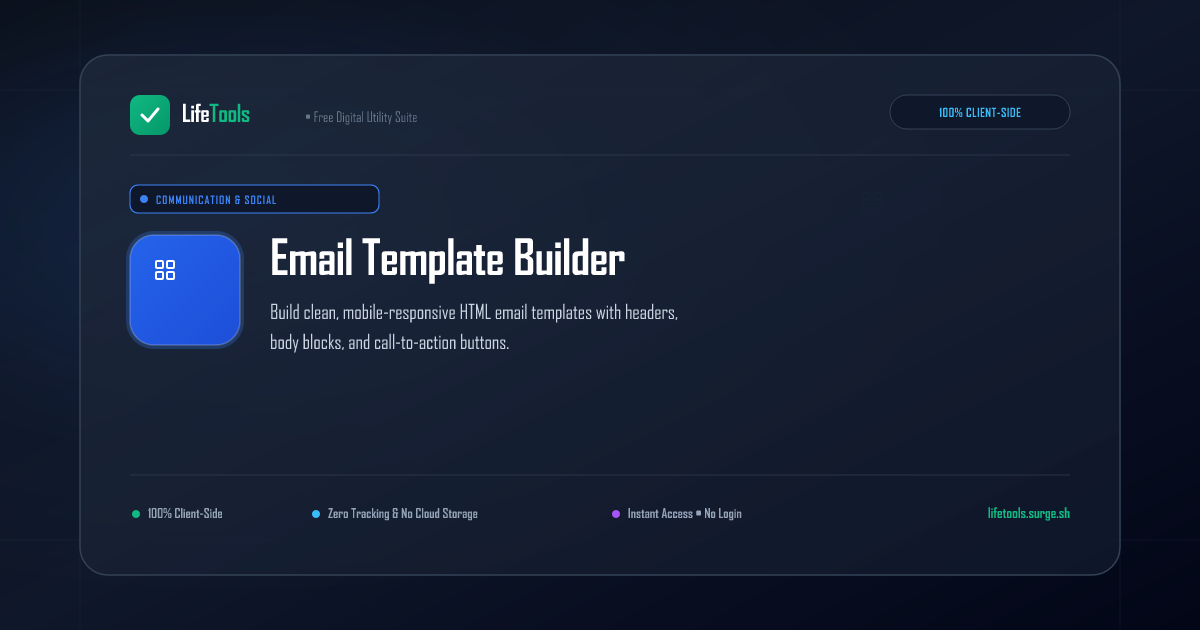 LifeTools
▪ Free Digital Utility Suite
100% CLIENT-SIDE
COMMUNICATION & SOCIAL
Email Template Builder
Build clean, mobile-responsive HTML email templates with headers,
body blocks, and call-to-action buttons.
100% Client-Side
Zero Tracking & No Cloud Storage
Instant Access ▪ No Login
lifetools.surge.sh